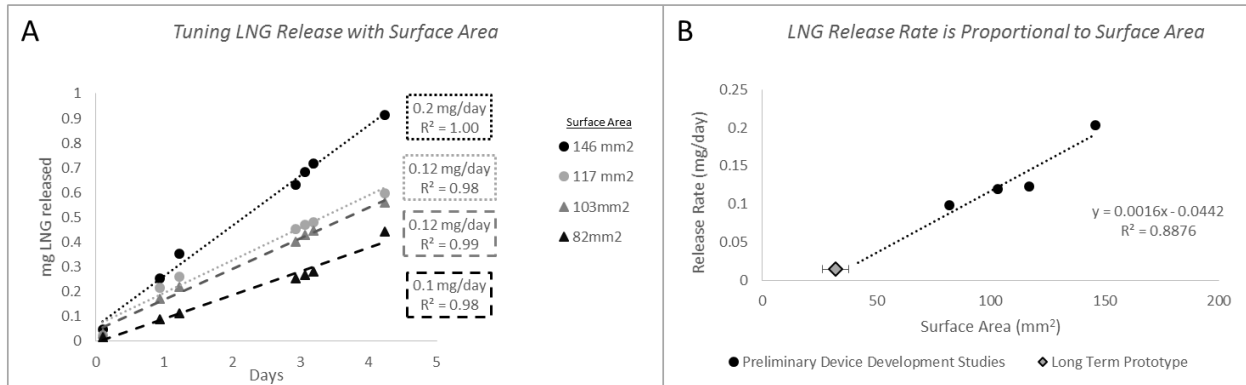 A
Tuning LNG Release with Surface Area
mg LNG released
1
0.9
0.8
0.7
0.6
0.5
0.4
0.3
0.2
0.1
0
0
1
2
3
4
5
Days
0.2 mg/day
R² = 1.00
0.12 mg/day
R² = 0.98
0.12 mg/day
R² = 0.99
0.1 mg/day
R² = 0.98
Surface Area
146 mm2
117 mm2
103mm2
82mm2
B
LNG Release Rate is Proportional to Surface Area
Release Rate (mg/day)
0.25
0.2
0.15
0.1
0.05
0
0
50
100
150
200
y = 0.0016x - 0.0442
R² = 0.8876
Surface Area (mm²)
Preliminary Device Development Studies
Long Term Prototype